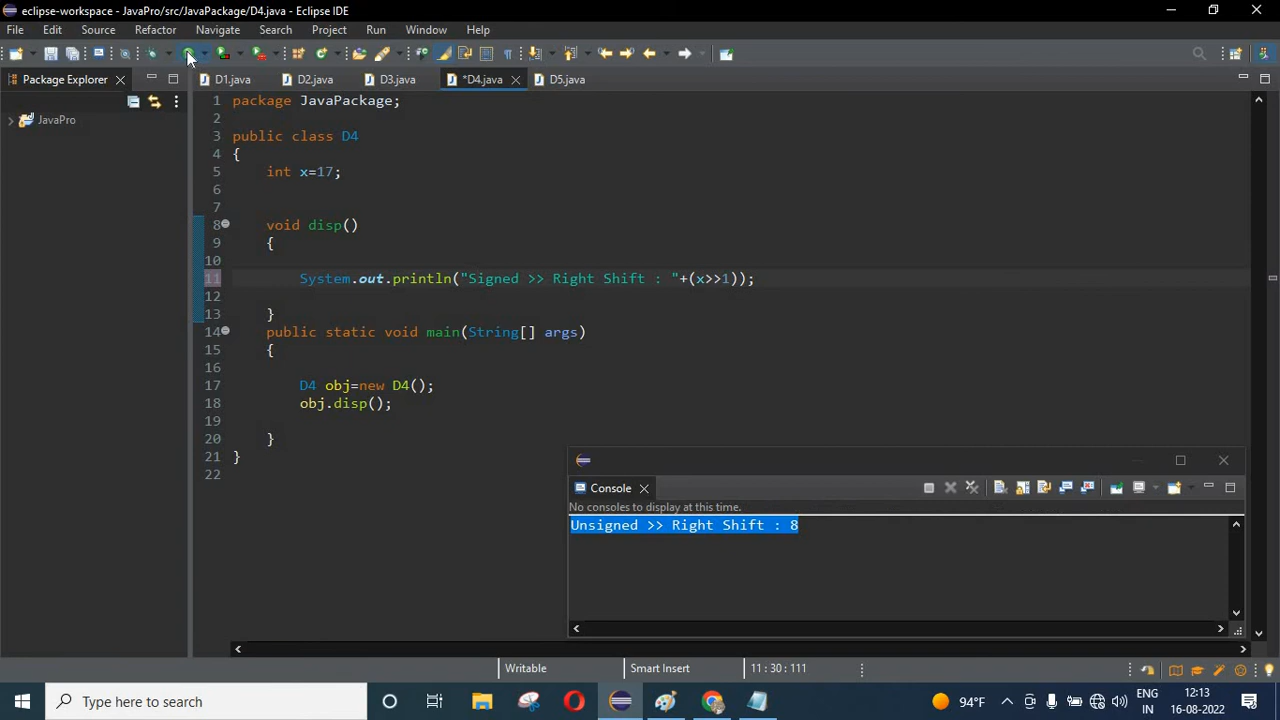 eclipse-workspace - JavaPro/src/JavaPackage/D4.java - Eclipse IDE
File Edit Source Refactor Navigate Search Project Run Window Help
Package Explorer
D1.java D2.java D3.java *D4.java D5.java
JavaPro
1 package JavaPackage;
2
3 public class D4
4 {
5 int x=17;
6
7
8 void disp()
9 {
10
11 System.out.println("Signed >> Right Shift : "+(x>>1));
12
13 }
14 public static void main(String[] args)
15 {
16
17 D4 obj=new D4();
18 obj.disp();
19
20 }
21 }
22
Console
No consoles to display at this time.
Unsigned >> Right Shift : 8
Writable Smart Insert 11 : 30 : 111
Type here to search
94°F
ENG
IN
12:13
16-08-2022